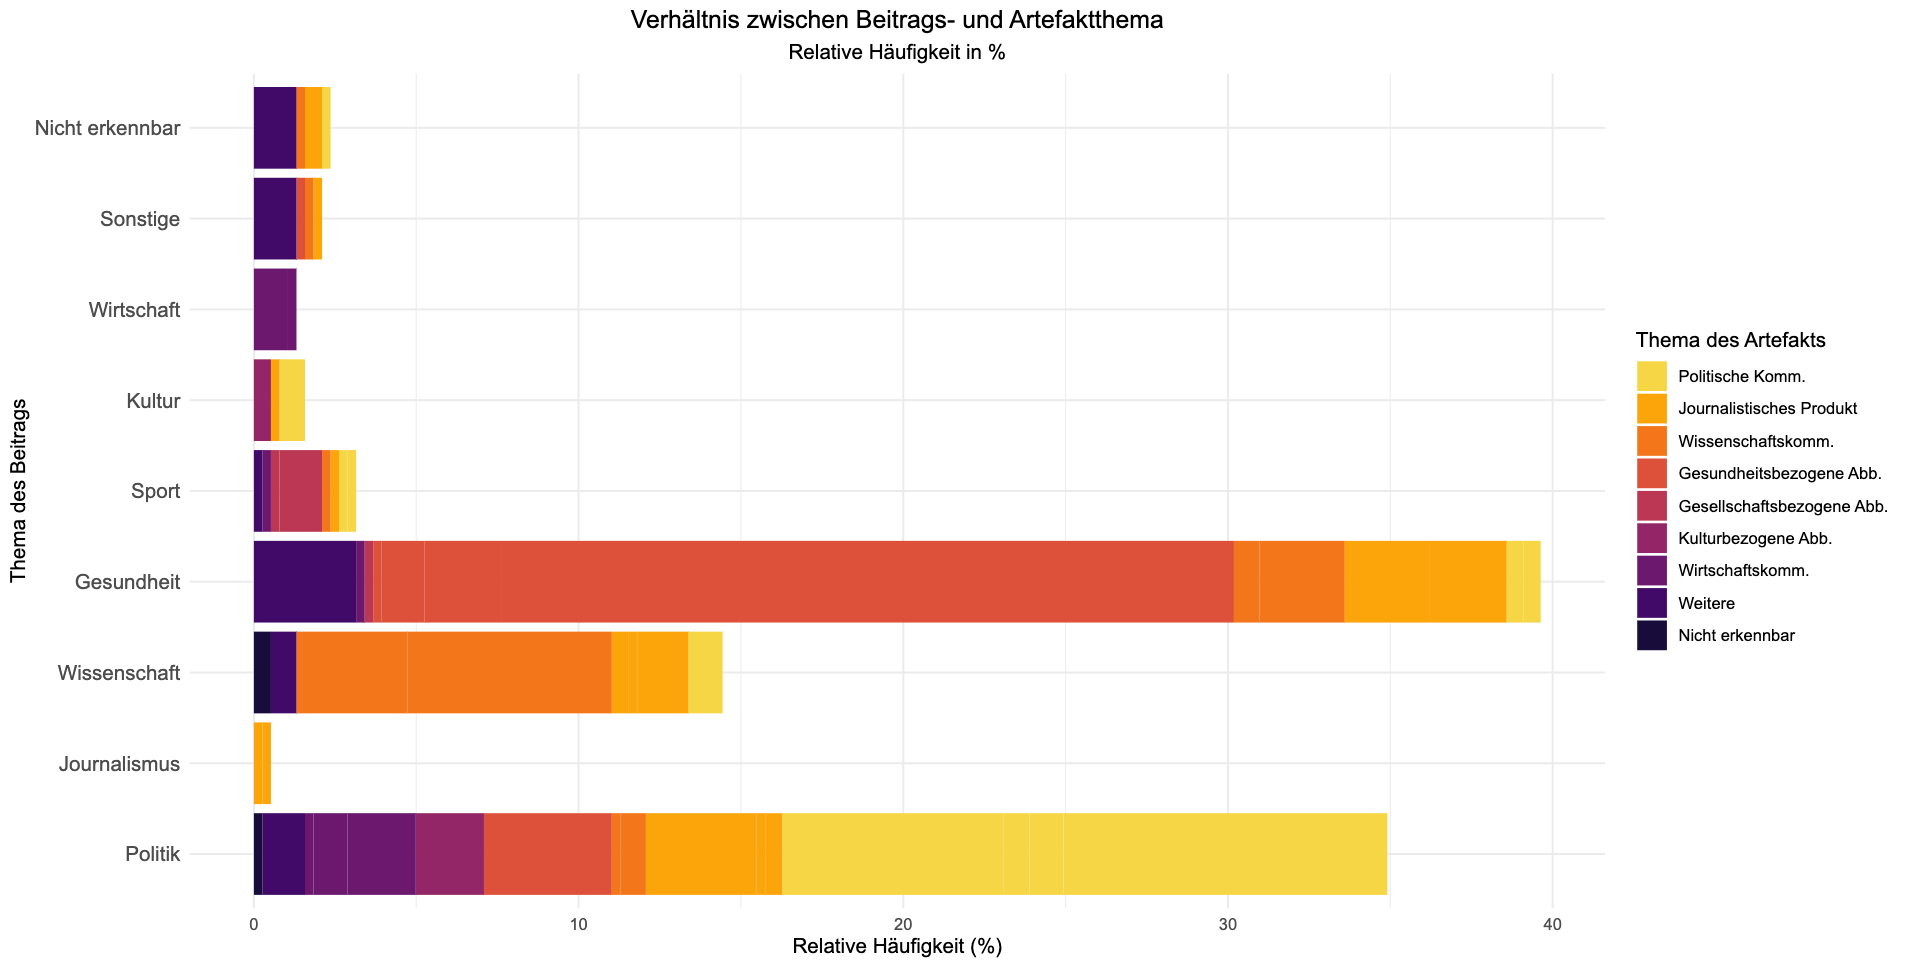 Verhältnis zwischen Beitrags- und Artefaktthema
Relative Häufigkeit in %
Thema des Beitrags
Nicht erkennbar
Sonstige
Wirtschaft
Kultur
Sport
Gesundheit
Wissenschaft
Journalismus
Politik
0 10 20 30 40
Relative Häufigkeit (%)
Thema des Artefakts
Politische Komm.
Journalistisches Produkt
Wissenschaftskomm.
Gesundheitsbezogene Abb.
Gesellschaftsbezogene Abb.
Kulturbezogene Abb.
Wirtschaftskomm.
Weitere
Nicht erkennbar